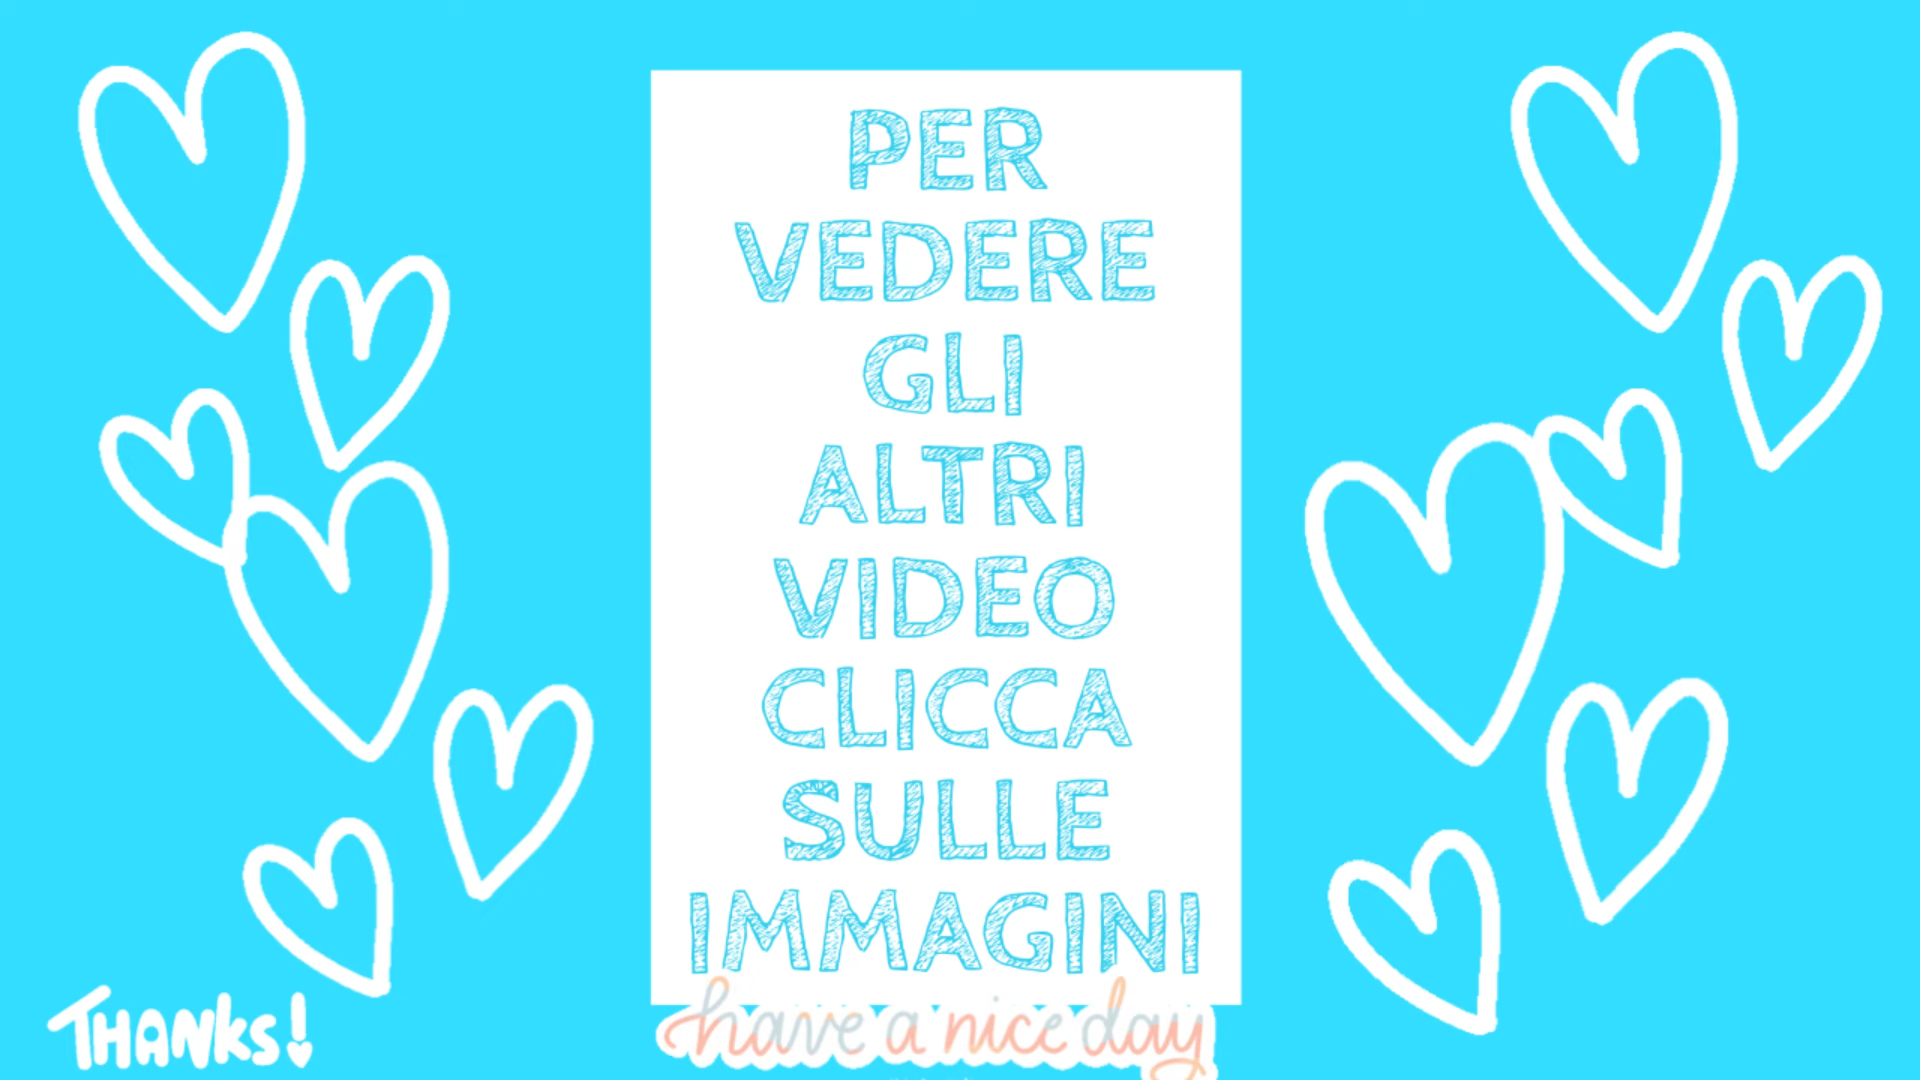 PER
VEDERE
GLI
ALTRI
VIDEO
CLICCA
SULLE
IMMAGINI
THANKS!
have a nice day